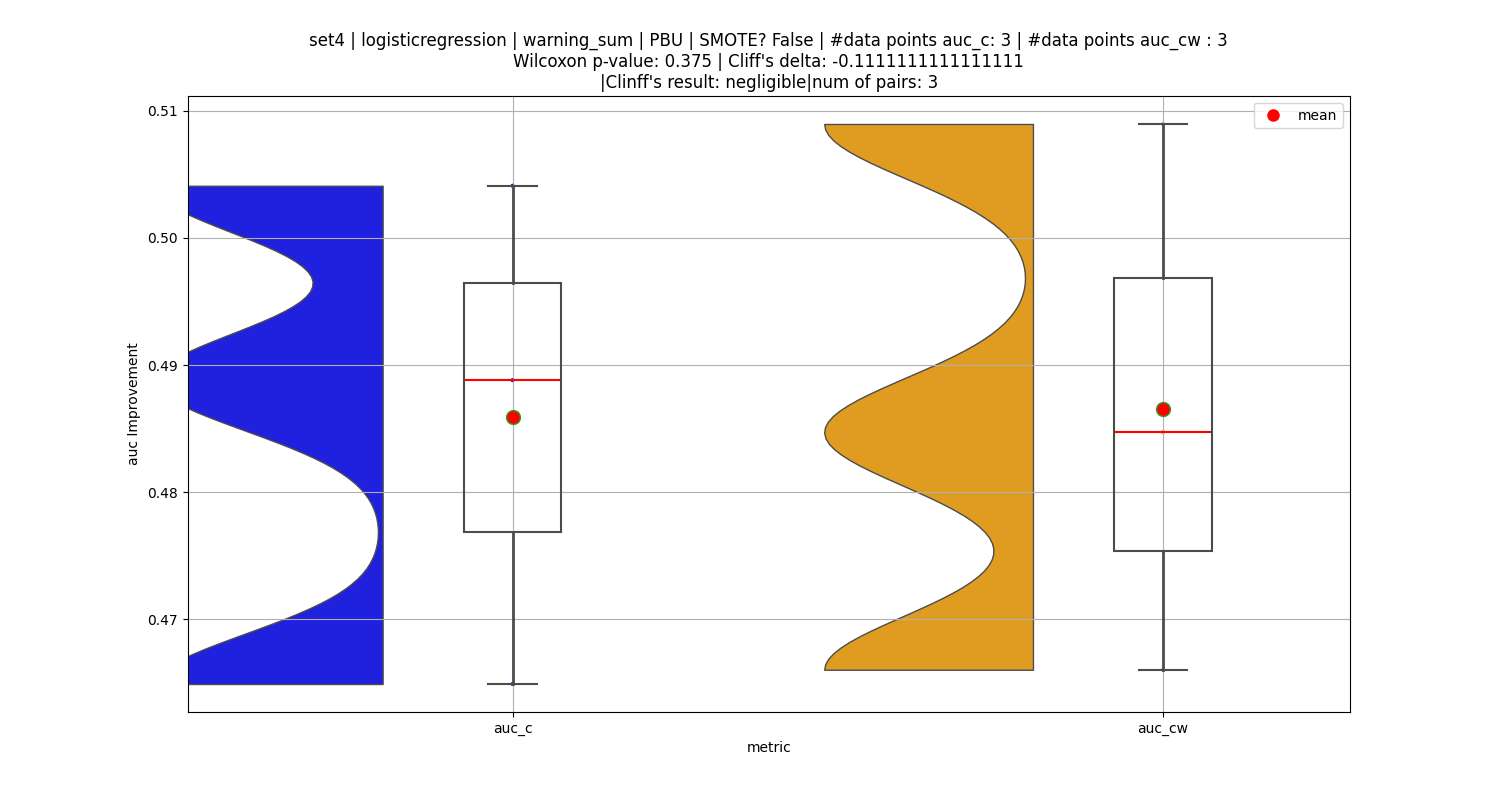 set4 | logisticregression | warning_sum | PBU | SMOTE? False | #data points auc_c: 3 | #data points auc_cw : 3
Wilcoxon p-value: 0.375 | Cliff's delta: -0.1111111111111111
|Clinff's result: negligible|num of pairs: 3
mean
0.51
0.50
0.49
0.48
0.47
auc Improvement
auc_c
auc_cw
metric